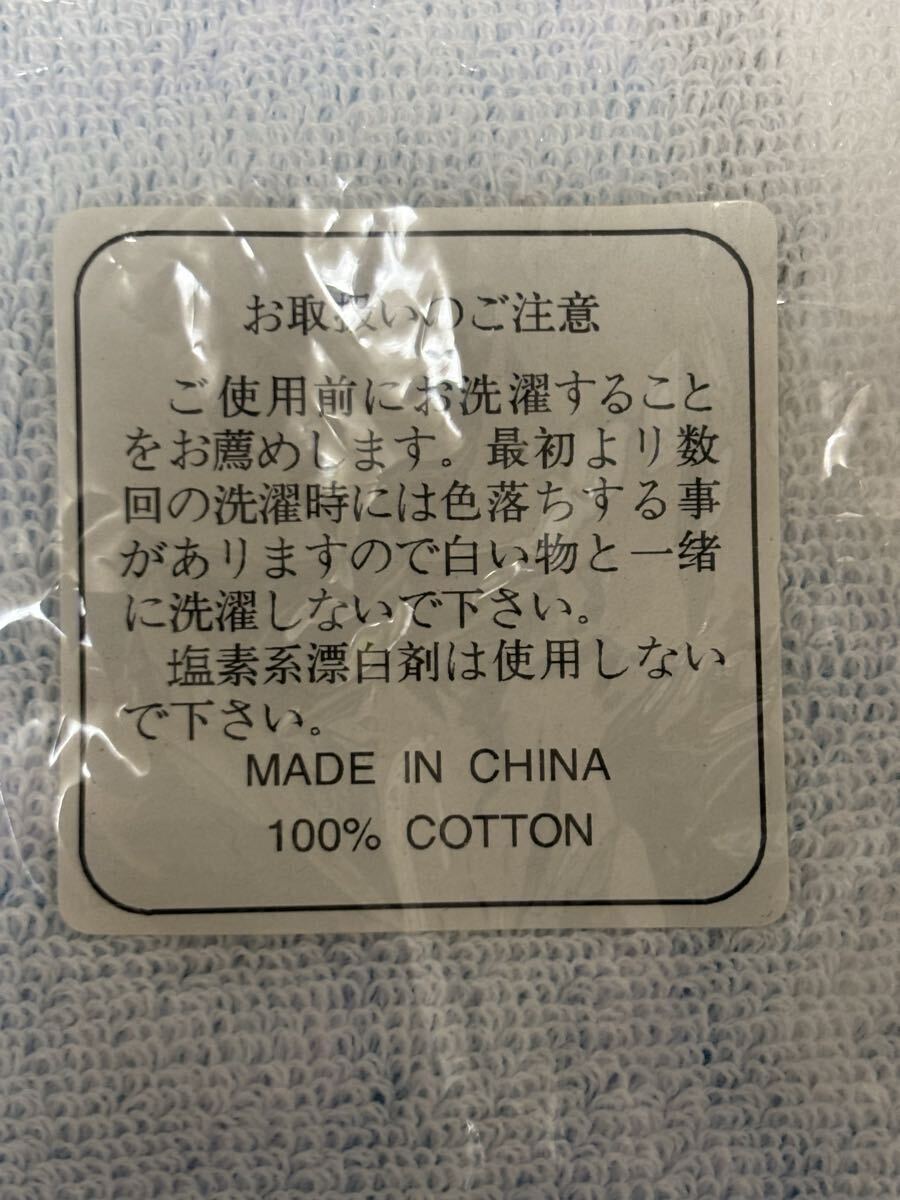 お取扱いのご注意
ご使用前にお洗濯すること
をお薦めします。最初より数
回の洗濯時には色落ちする事
がありますので白い物と一緒
に洗濯しないで下さい。
塩素系漂白剤は使用しない
で下さい。
MADE IN CHINA
100% COTTON